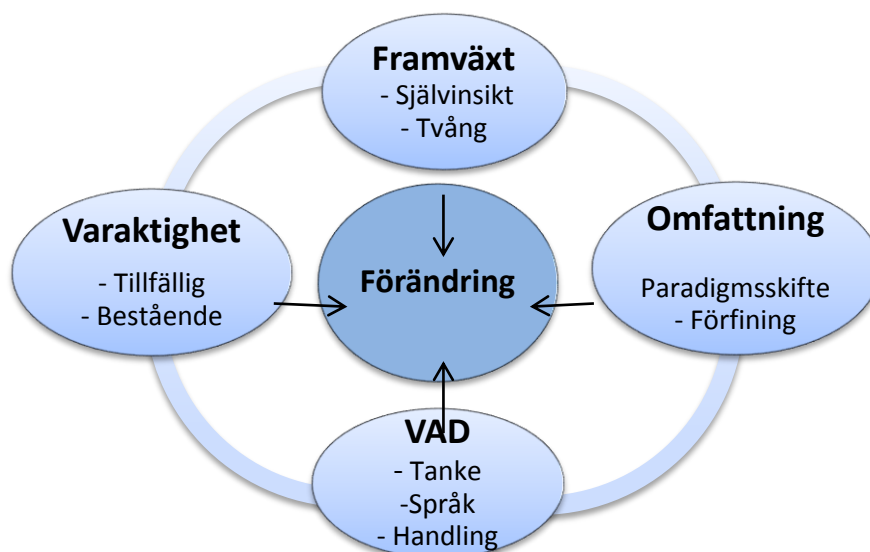 Framväxt
- Självinsikt
- Tvång
Varaktighet
- Tillfällig
- Bestående
Förändring
Omfattning
Paradigmsskifte
- Förfining
VAD
- Tanke
-Språk
- Handling